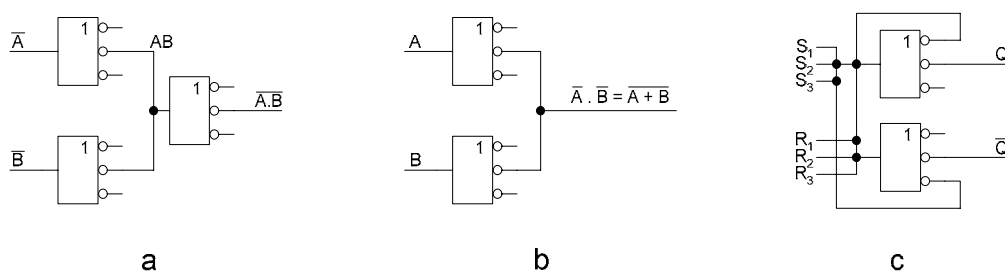 A̅ 1 AB
1 A̅.̅B̅
B̅ 1
a
A 1
A̅ . B̅ = A̅ ̅+̅ ̅B̅
B 1
b
S₁ 1
S₂ Q
S₃
R₁ 1
R₂ Q̅
R₃
c